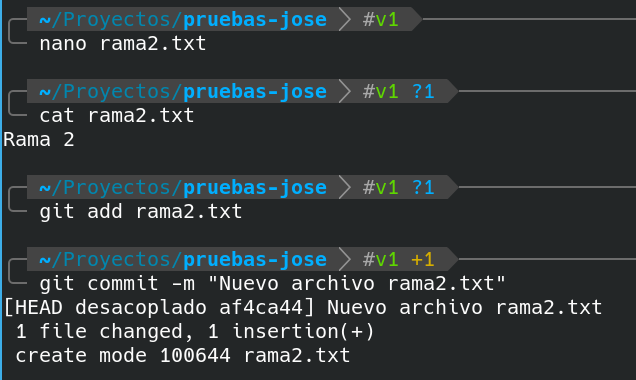 ~/Proyectos/pruebas-jose #v1
nano rama2.txt
~/Proyectos/pruebas-jose #v1 ?1
cat rama2.txt
Rama 2
~/Proyectos/pruebas-jose #v1 ?1
git add rama2.txt
~/Proyectos/pruebas-jose #v1 +1
git commit -m "Nuevo archivo rama2.txt"
[HEAD desacoplado af4ca44] Nuevo archivo rama2.txt
1 file changed, 1 insertion(+)
create mode 100644 rama2.txt